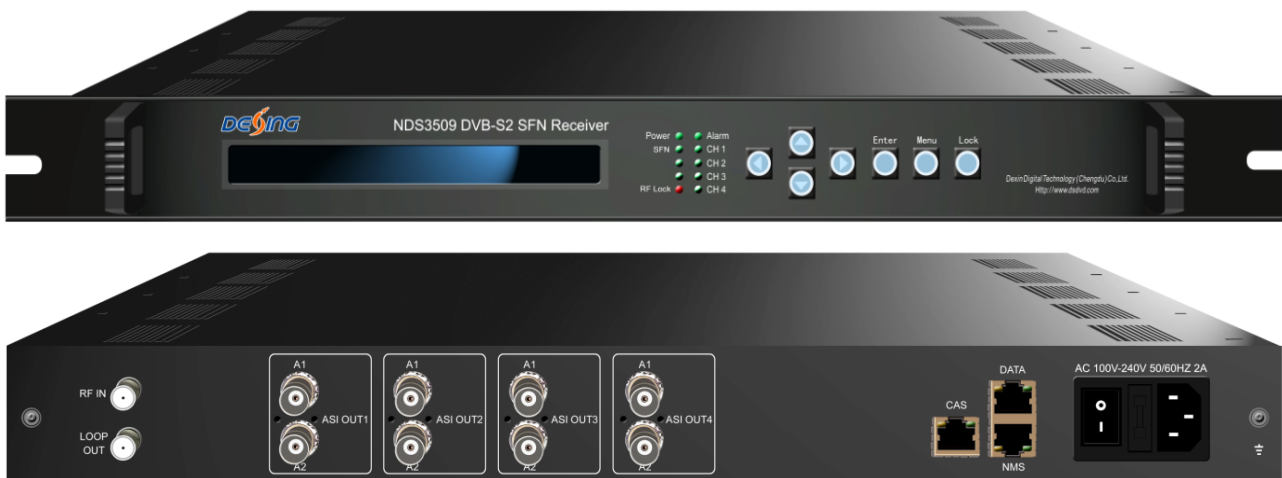 DESING
NDS3509 DVB-S2 SFN Receiver
Power
Alarm
SFN
CH 1
CH 2
CH 3
RF Lock
CH 4
Enter
Menu
Lock
Dexin Digital Technology (Chengdu) Co,.Ltd.
Http://www.dsdvd.com
RF IN
LOOP
OUT
A1
ASI OUT1
A2
A1
ASI OUT2
A2
A1
ASI OUT3
A2
A1
ASI OUT4
A2
CAS
DATA
NMS
AC 100V-240V 50/60HZ 2A